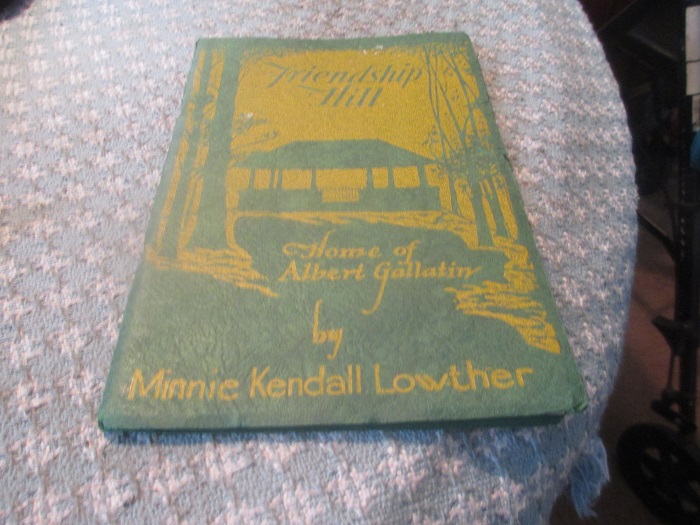 Friendship
Hill
Home of
Albert Gallatin
by
Minnie Kendall Lowther